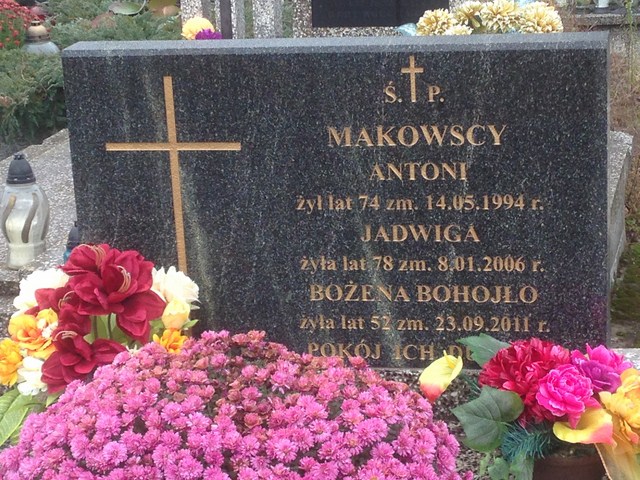 Ś. P.
MAKOWSCY
ANTONI
żył lat 74 zm. 14.05.1994 r.
JADWIGA
żyła lat 78 zm. 8.01.2006 r.
BOŻENA BOHOJŁO
żyła lat 52 zm. 23.09.2011 r.
POKÓJ ICH